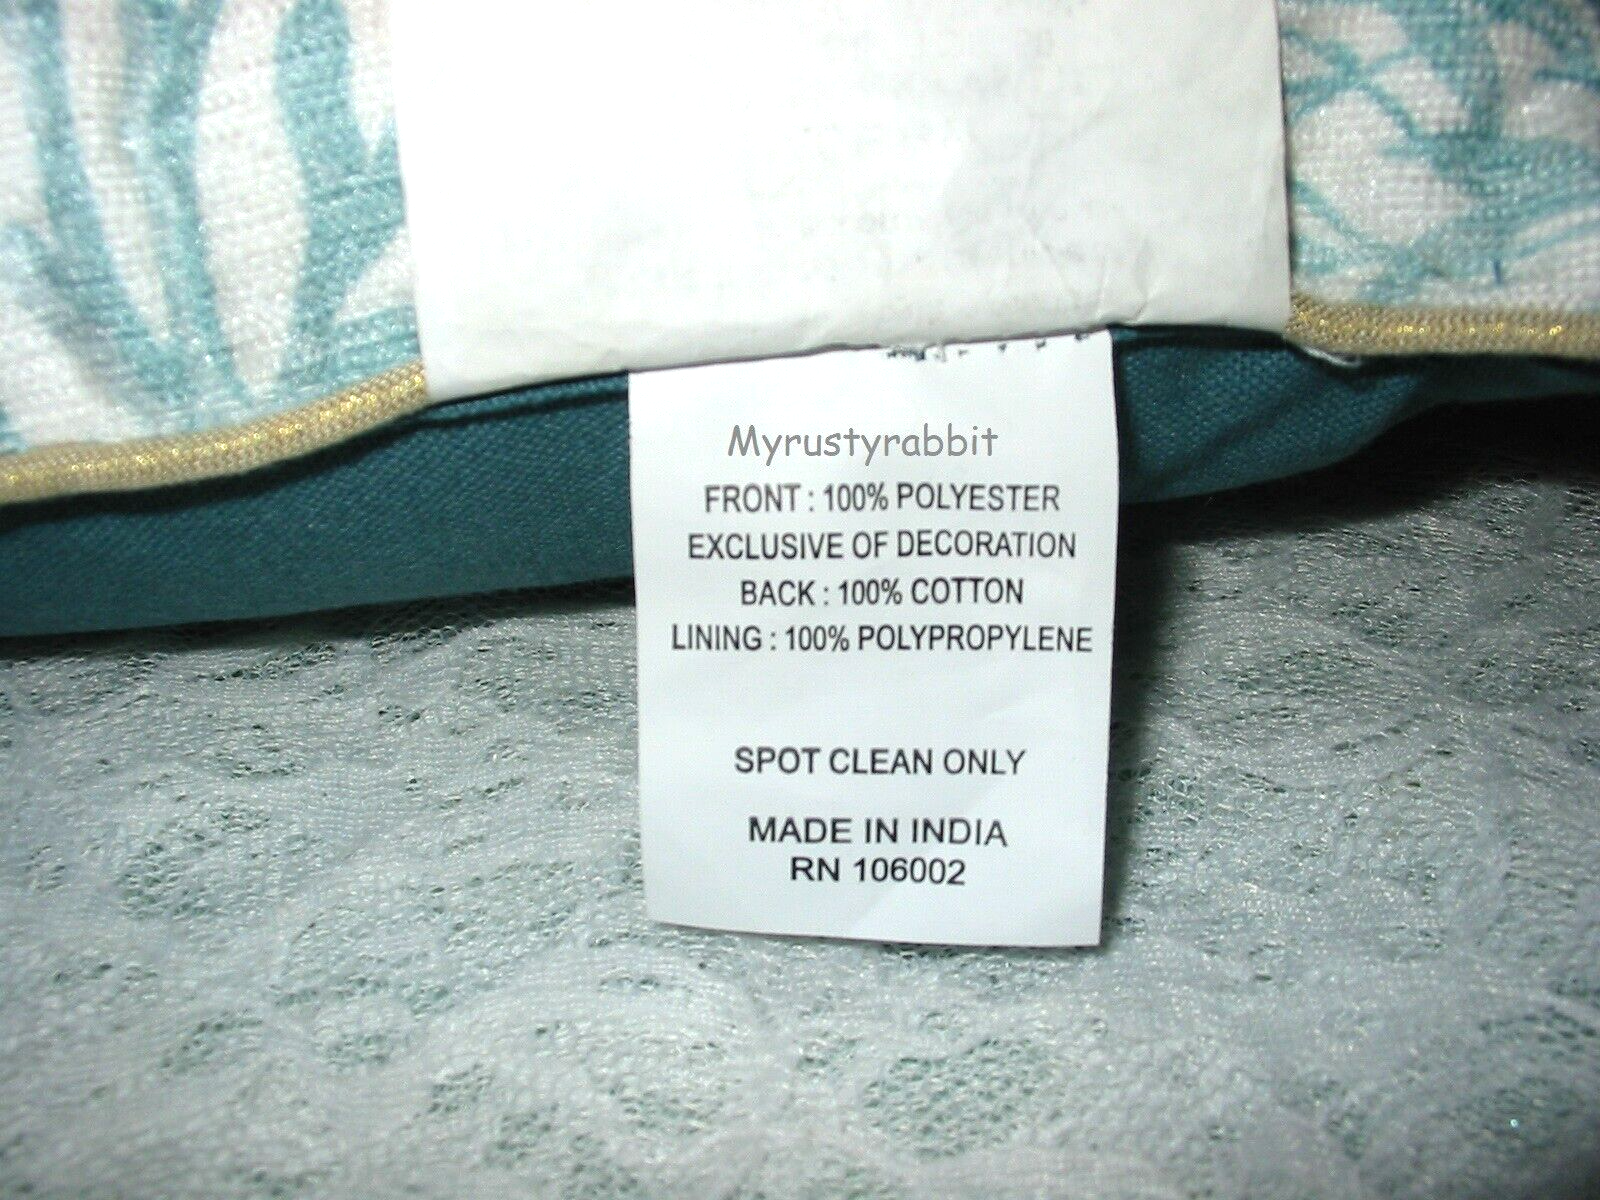 Myrustyrabbit
FRONT : 100% POLYESTER
EXCLUSIVE OF DECORATION
BACK : 100% COTTON
LINING : 100% POLYPROPYLENE
SPOT CLEAN ONLY
MADE IN INDIA
RN 106002